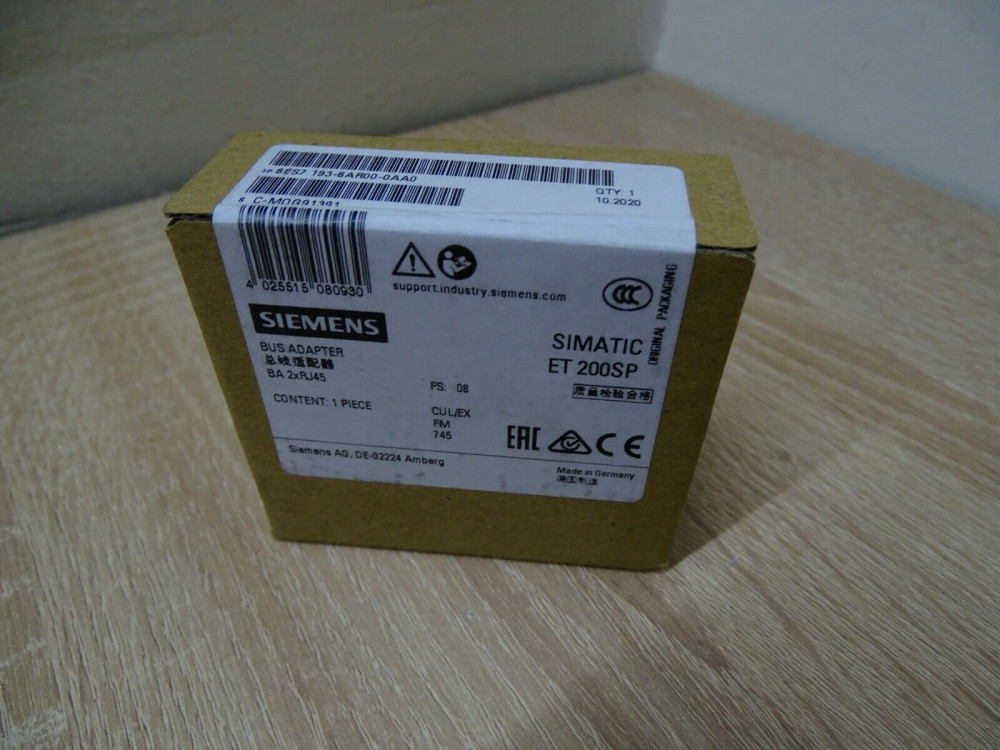 1P 6ES7 193-6AR00-0AA0
QTY: 1
10.2020
S C-MDG91391
4 025515 080930
support.industry.siemens.com
CCC
ORIGINAL PACKAGING
SIEMENS
BUS ADAPTER
总线适配器
BA 2xRJ45
SIMATIC
ET 200SP
FS: 08
质量检验合格
CONTENT: 1 PIECE
CUL/EX
FM
745
EAC CE
Siemens AG, DE-92224 Amberg
Made in Germany
德国制造